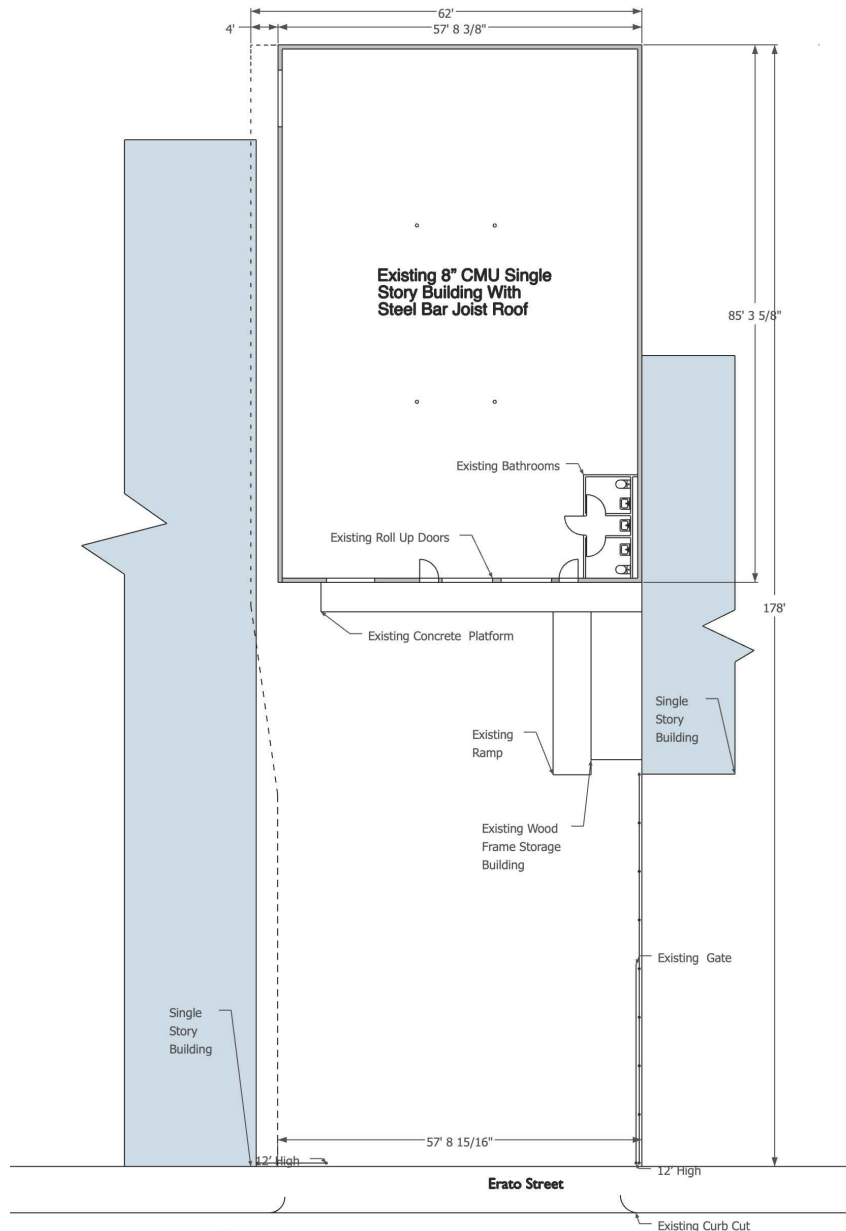 62'
4'
57' 8 3/8"
Existing 8" CMU Single
Story Building With
Steel Bar Joist Roof
85' 3 5/8"
Existing Bathrooms
Existing Roll Up Doors
178'
Existing Concrete Platform
Single
Story
Building
Existing
Ramp
Existing Wood
Frame Storage
Building
Existing Gate
Single
Story
Building
57' 8 15/16"
12' High
12' High
Erato Street
Existing Curb Cut